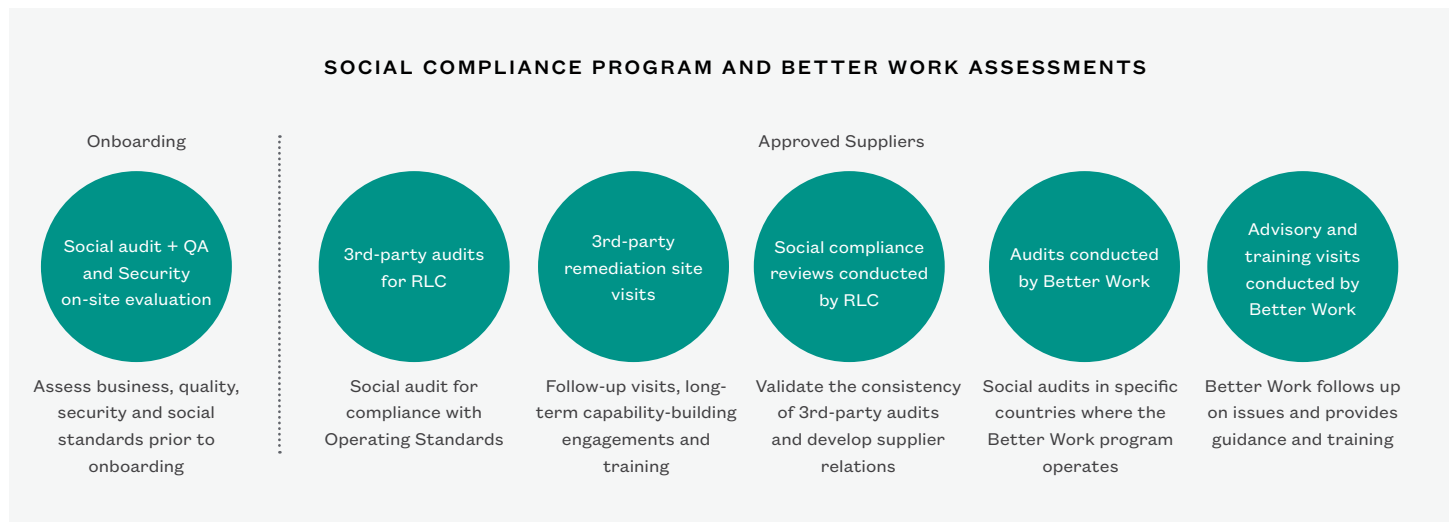 SOCIAL COMPLIANCE PROGRAM AND BETTER WORK ASSESSMENTS
Onboarding
Social audit + QA
and Security
on-site evaluation
Assess business, quality,
security and social
standards prior to
onboarding
Approved Suppliers
3rd-party audits
for RLC
Social audit for
compliance with
Operating Standards
3rd-party
remediation site
visits
Follow-up visits, long-
term capability-building
engagements and
training
Social compliance
reviews conducted
by RLC
Validate the consistency
of 3rd-party audits
and develop supplier
relations
Audits conducted
by Better Work
Social audits in specific
countries where the
Better Work program
operates
Advisory and
training visits
conducted by
Better Work
Better Work follows up
on issues and provides
guidance and training